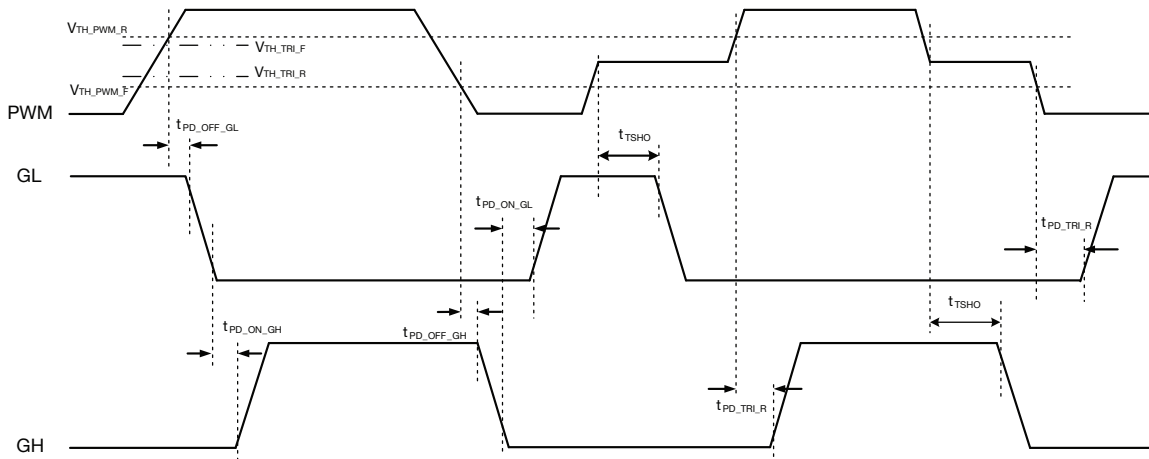 VTH_PWM_R
VTH_TRI_F
VTH_TRI_R
VTH_PWM_F
PWM
tPD_OFF_GL
tTSHO
GL
tPD_ON_GL
tPD_TRI_R
tTSHO
tPD_ON_GH
tPD_OFF_GH
tPD_TRI_R
GH